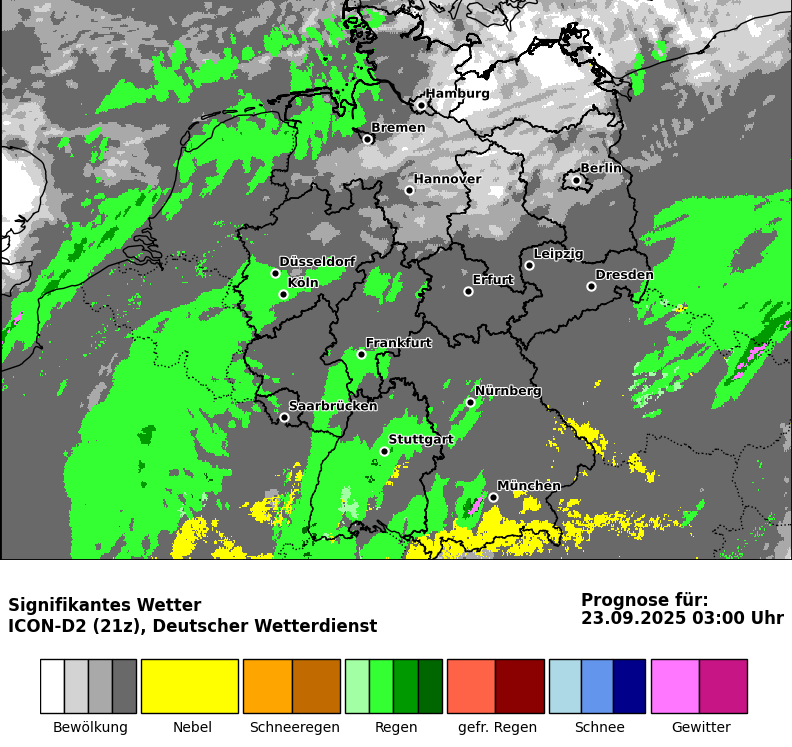 Hamburg
Bremen
Berlin
Hannover
Düsseldorf
Leipzig
Köln
Erfurt
Dresden
Frankfurt
Nürnberg
Saarbrücken
Stuttgart
München
Signifikantes Wetter
ICON-D2 (21z), Deutscher Wetterdienst
Prognose für:
23.09.2025 03:00 Uhr
Bewölkung Nebel Schneeregen Regen gefr. Regen Schnee Gewitter